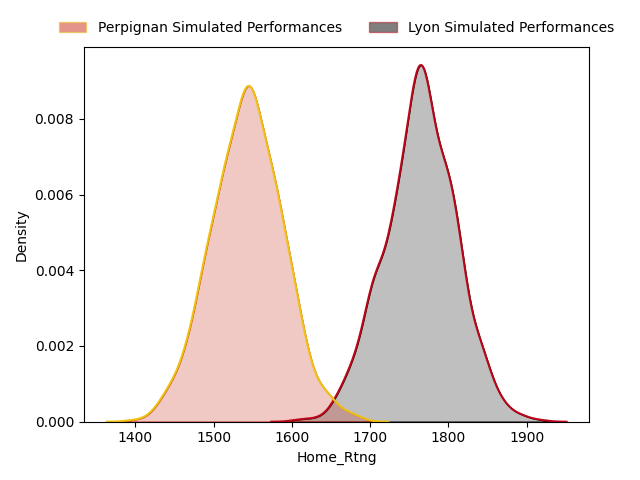 Perpignan Simulated Performances Lyon Simulated Performances
0.008
0.006
Density
0.004
0.002
0.000
1400 1500 1600 1700 1800 1900
Home_Rtng